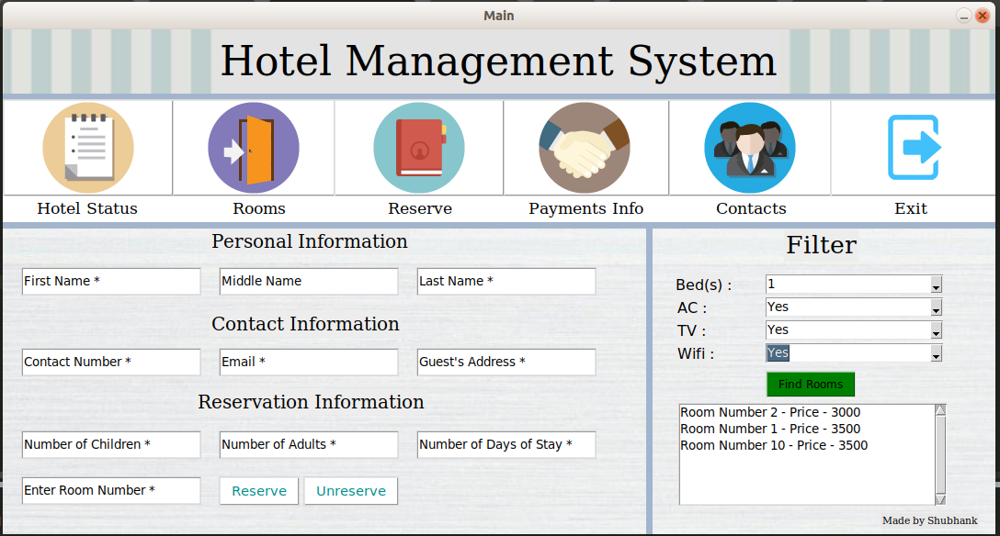 Main
Hotel Management System
Hotel Status
Rooms
Reserve
Payments Info
Contacts
Exit
Personal Information
First Name *
Middle Name
Last Name *
Contact Information
Contact Number *
Email *
Guest's Address *
Reservation Information
Number of Children *
Number of Adults *
Number of Days of Stay *
Enter Room Number *
Reserve
Unreserve
Filter
Bed(s) : 1
AC : Yes
TV : Yes
Wifi : Yes
Find Rooms
Room Number 2 - Price - 3000
Room Number 1 - Price - 3500
Room Number 10 - Price - 3500
Made by Shubhank